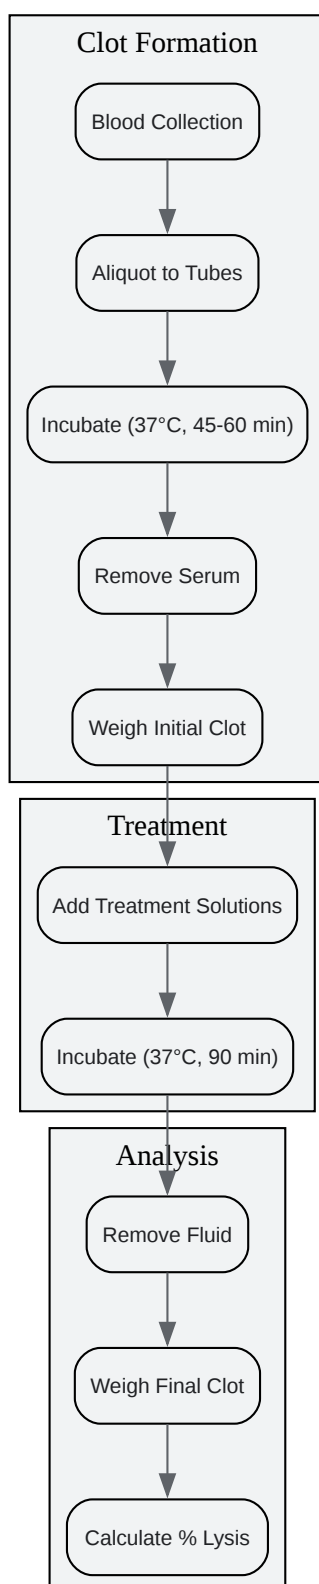 Clot Formation
Blood Collection
Aliquot to Tubes
Incubate (37°C, 45-60 min)
Remove Serum
Weigh Initial Clot
Treatment
Add Treatment Solutions
Incubate (37°C, 90 min)
Analysis
Remove Fluid
Weigh Final Clot
Calculate % Lysis